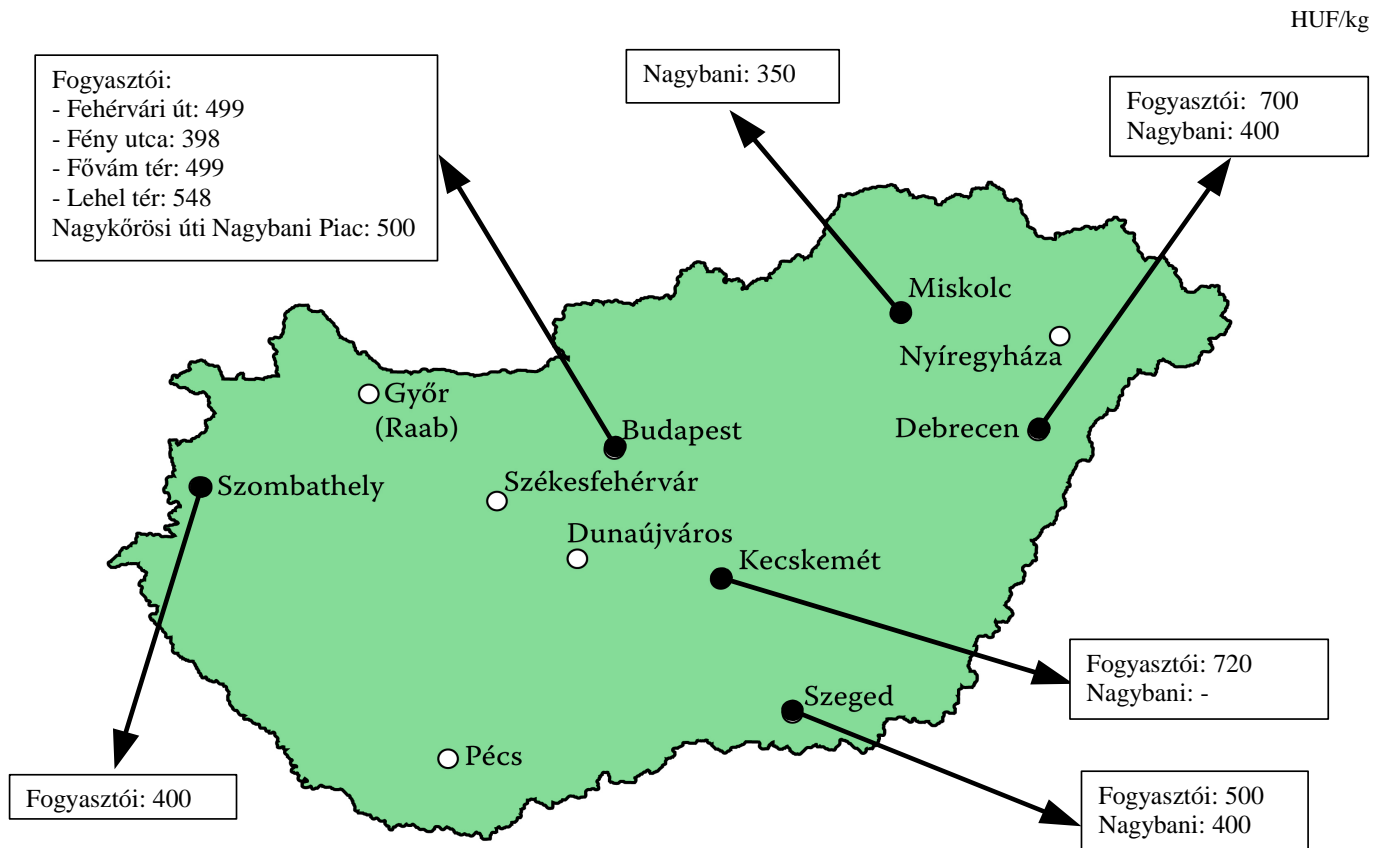 HUF/kg
Fogyasztói:
- Fehérvári út: 499
- Fény utca: 398
- Fővám tér: 499
- Lehel tér: 548
Nagykőrösi úti Nagybani Piac: 500
Nagybani: 350
Fogyasztói: 700
Nagybani: 400
Miskolc
Nyíregyháza
Győr
(Raab)
Budapest
Debrecen
Szombathely
Székesfehérvár
Dunaújváros
Kecskemét
Fogyasztói: 720
Nagybani: -
Szeged
Pécs
Fogyasztói: 400
Fogyasztói: 500
Nagybani: 400